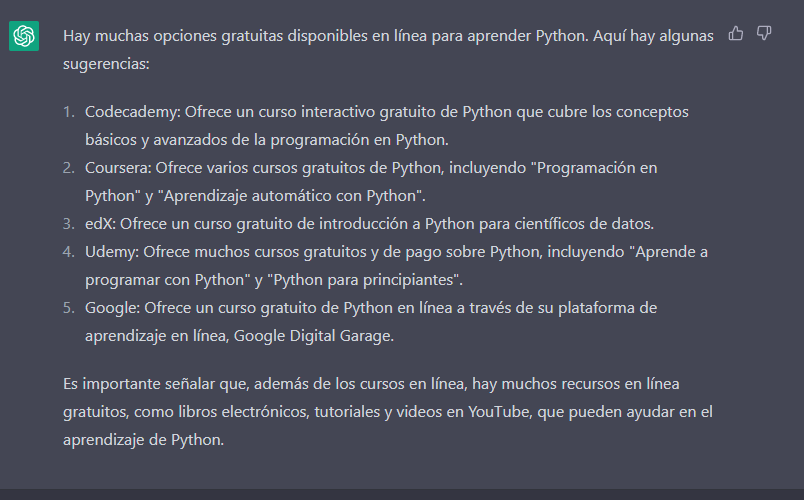 Hay muchas opciones gratuitas disponibles en línea para aprender Python. Aquí hay algunas
sugerencias:
1. Codecademy: Ofrece un curso interactivo gratuito de Python que cubre los conceptos
básicos y avanzados de la programación en Python.
2. Coursera: Ofrece varios cursos gratuitos de Python, incluyendo "Programación en
Python" y "Aprendizaje automático con Python".
3. edX: Ofrece un curso gratuito de introducción a Python para científicos de datos.
4. Udemy: Ofrece muchos cursos gratuitos y de pago sobre Python, incluyendo "Aprende a
programar con Python" y "Python para principiantes".
5. Google: Ofrece un curso gratuito de Python en línea a través de su plataforma de
aprendizaje en línea, Google Digital Garage.
Es importante señalar que, además de los cursos en línea, hay muchos recursos en línea
gratuitos, como libros electrónicos, tutoriales y videos en YouTube, que pueden ayudar en el
aprendizaje de Python.